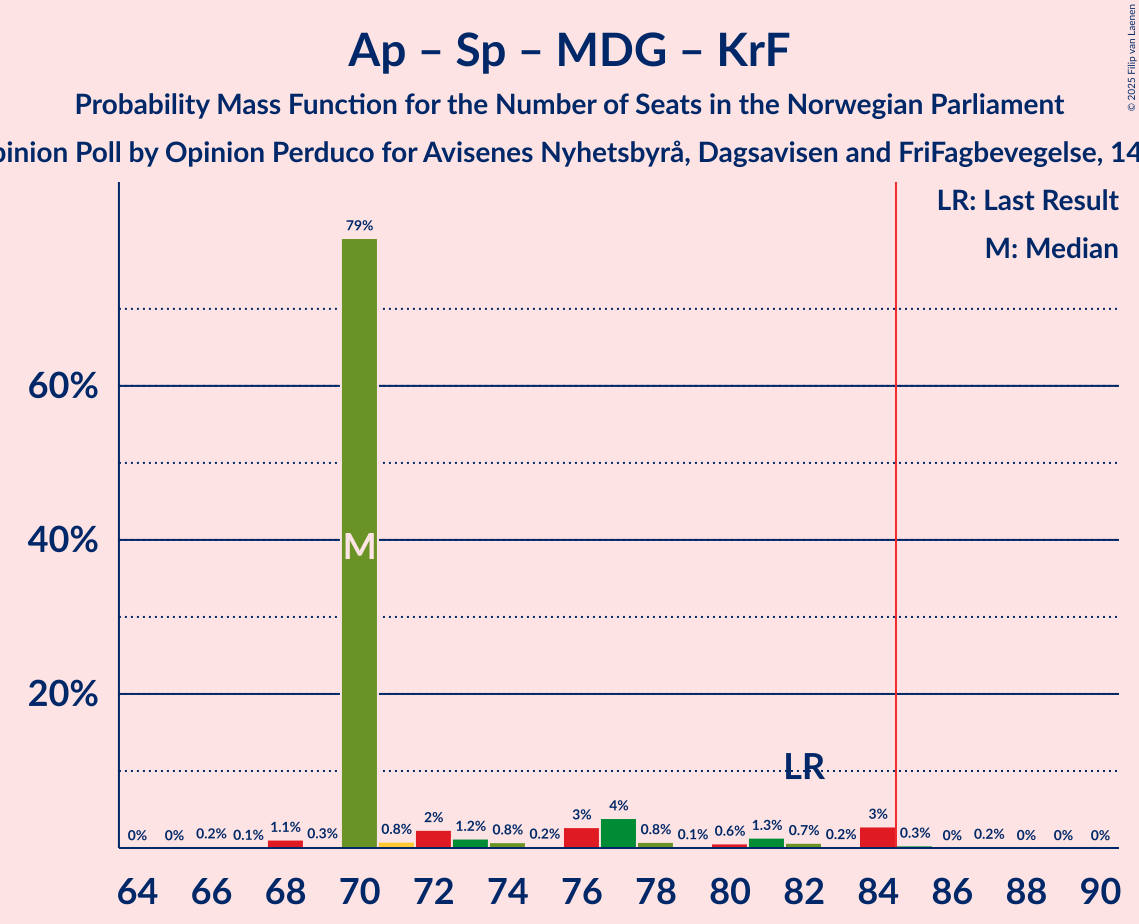 Ap – Sp – MDG – KrF
Probability Mass Function for the Number of Seats in the Norwegian Parliament
pinion Poll by Opinion Perduco for Avisenes Nyhetsbyrå, Dagsavisen and FriFagbevegelse, 14
© 2025 Filip van Laenen
LR: Last Result
M: Median
60%
40%
20%
0% 0% 0.2% 0.1% 1.1% 0.3% 79% 0.8% 2% 1.2% 0.8% 0.2% 3% 4% 0.8% 0.1% 0.6% 1.3% 0.7% 0.2% 3% 0.3% 0% 0.2% 0% 0% 0%
M
LR
64 66 68 70 72 74 76 78 80 82 84 86 88 90